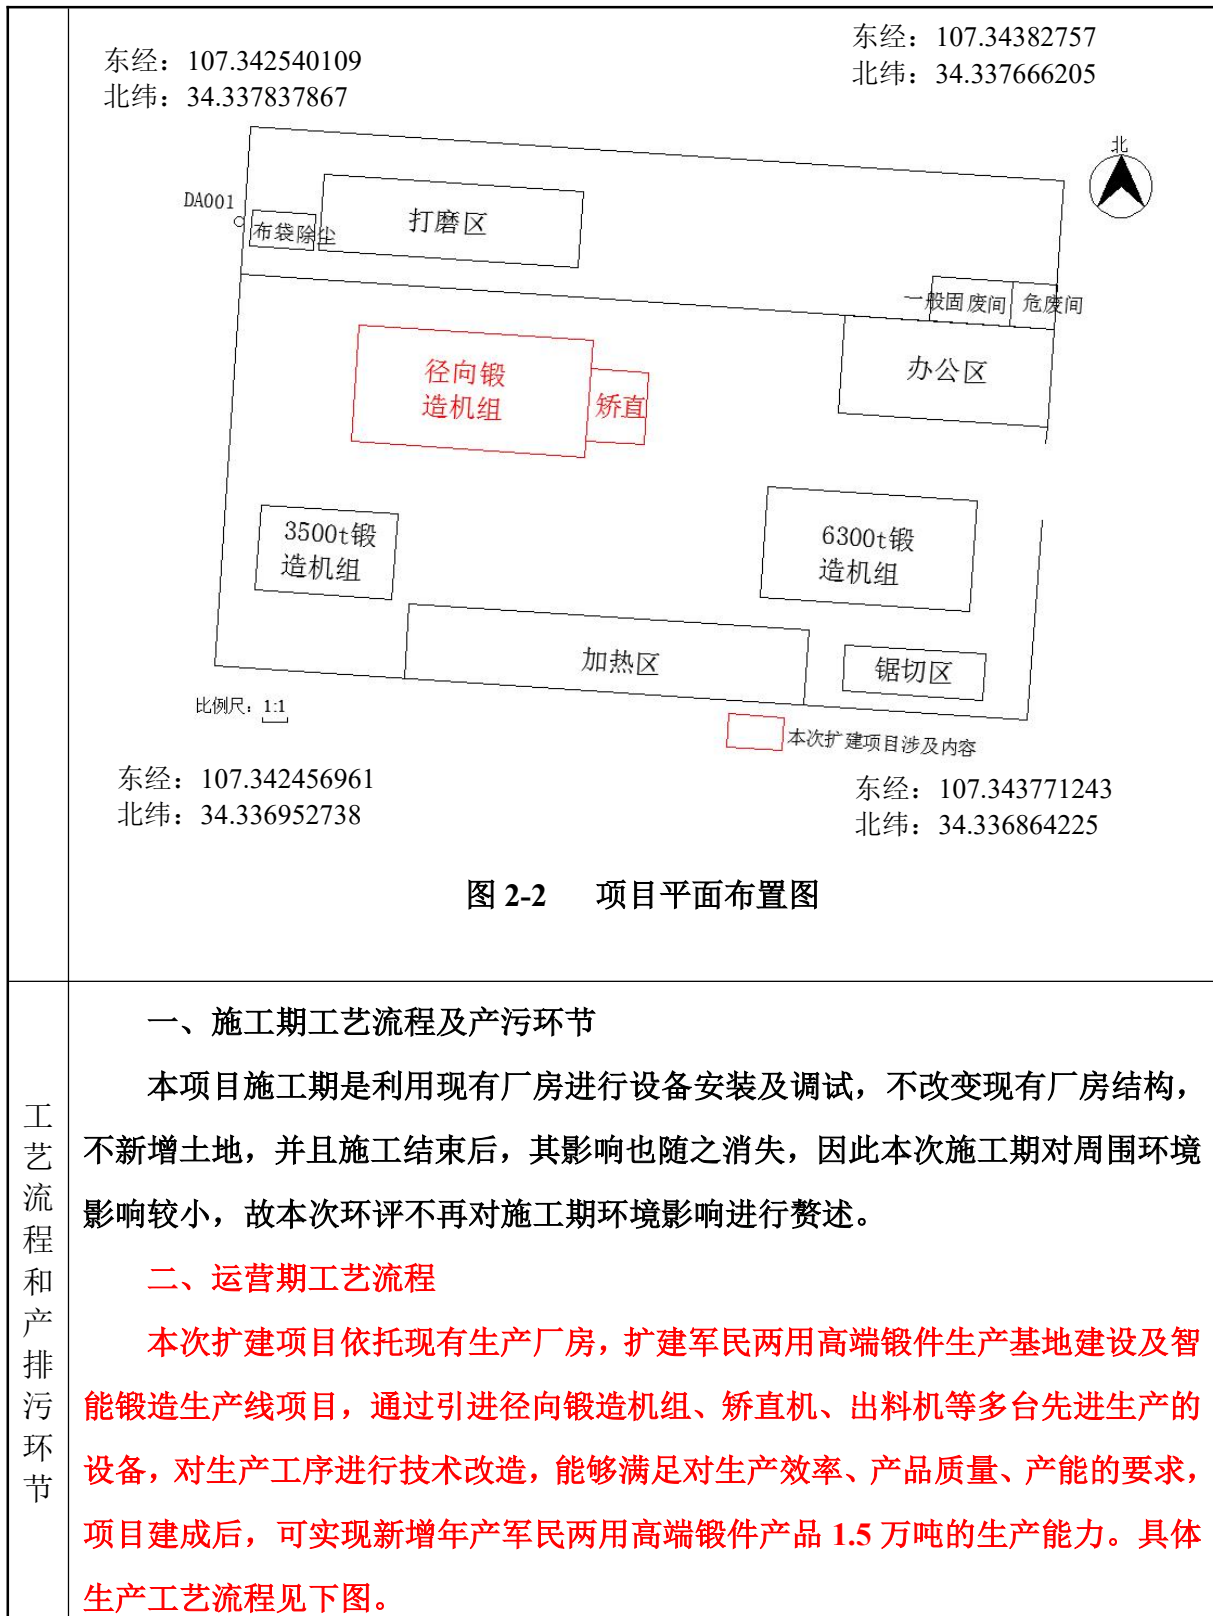 东经：107.342540109
北纬：34.337837867
东经：107.34382757
北纬：34.337666205
北
DA001
布袋除尘
打磨区
一般固废间
危废间
办公区
径向锻
造机组
矫直
3500t锻
造机组
6300t锻
造机组
加热区
锯切区
比例尺：1:1
本次扩建项目涉及内容
东经：107.342456961
北纬：34.336952738
东经：107.343771243
北纬：34.336864225
图 2-2 项目平面布置图
工艺流程和产排污环节
一、施工期工艺流程及产污环节
本项目施工期是利用现有厂房进行设备安装及调试，不改变现有厂房结构，
不新增土地，并且施工结束后，其影响也随之消失，因此本次施工期对周围环境
影响较小，故本次环评不再对施工期环境影响进行赘述。
二、运营期工艺流程
本次扩建项目依托现有生产厂房，扩建军民两用高端锻件生产基地建设及智
能锻造生产线项目，通过引进径向锻造机组、矫直机、出料机等多台先进生产的
设备，对生产工序进行技术改造，能够满足对生产效率、产品质量、产能的要求，
项目建成后，可实现新增年产军民两用高端锻件产品 1.5 万吨的生产能力。具体
生产工艺流程见下图。